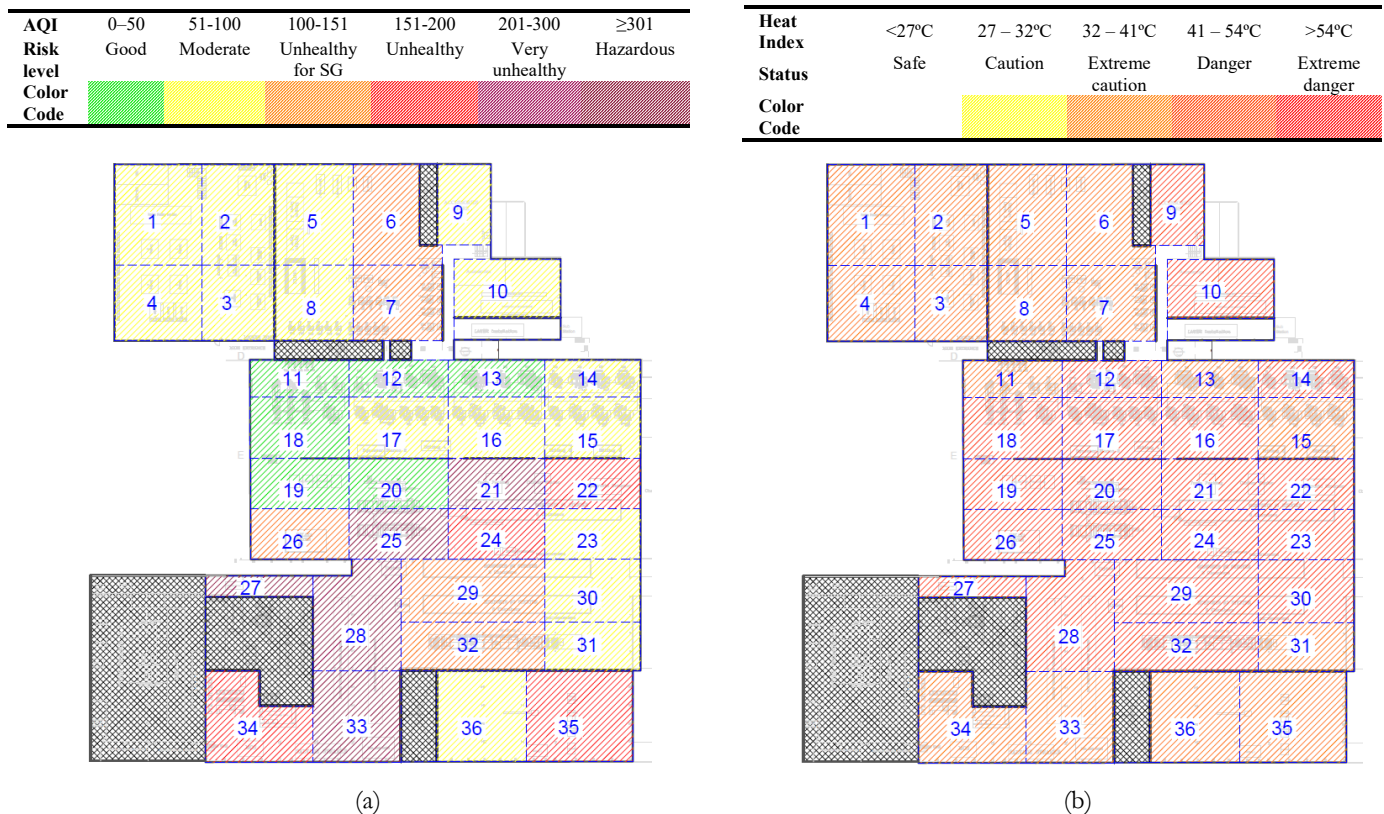 AQI 0–50 51-100 100-151 151-200 201-300 ≥301
Risk level Good Moderate Unhealthy for SG Unhealthy Very unhealthy Hazardous
Color Code
Heat Index <27ºC 27 – 32ºC 32 – 41ºC 41 – 54ºC >54ºC
Status Safe Caution Extreme caution Danger Extreme danger
Color Code
1 2 5 6 9
4 3 8 7 10
11 12 13 14
18 17 16 15
19 20 21 22
26 25 24 23
27 29 30
28 32 31
34 33 36 35
(a)
1 2 5 6 9
4 3 8 7 10
11 12 13 14
18 17 16 15
19 20 21 22
26 25 24 23
27 29 30
28 32 31
34 33 36 35
(b)